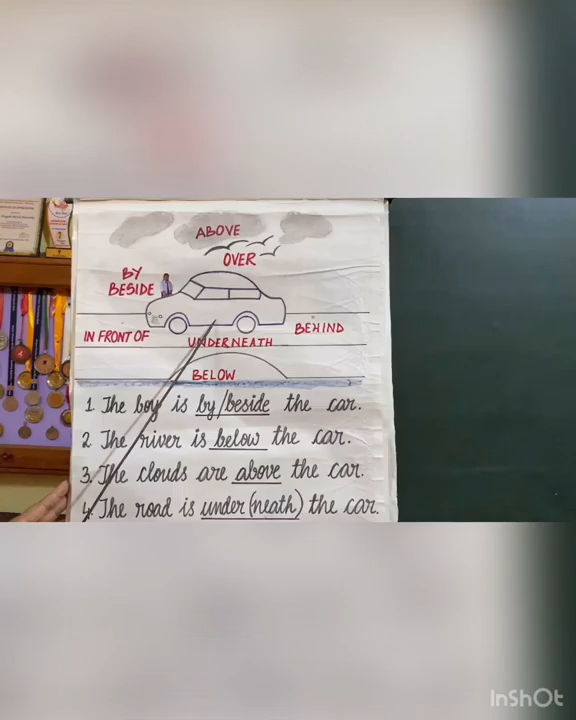 ABOVE
OVER
BY
BESIDE
IN FRONT OF
BEHIND
UNDERNEATH
BELOW
1 The boy is by/beside the car.
2 The river is below the car.
3. The clouds are above the car.
4. The road is under(neath) the car.
InShOt